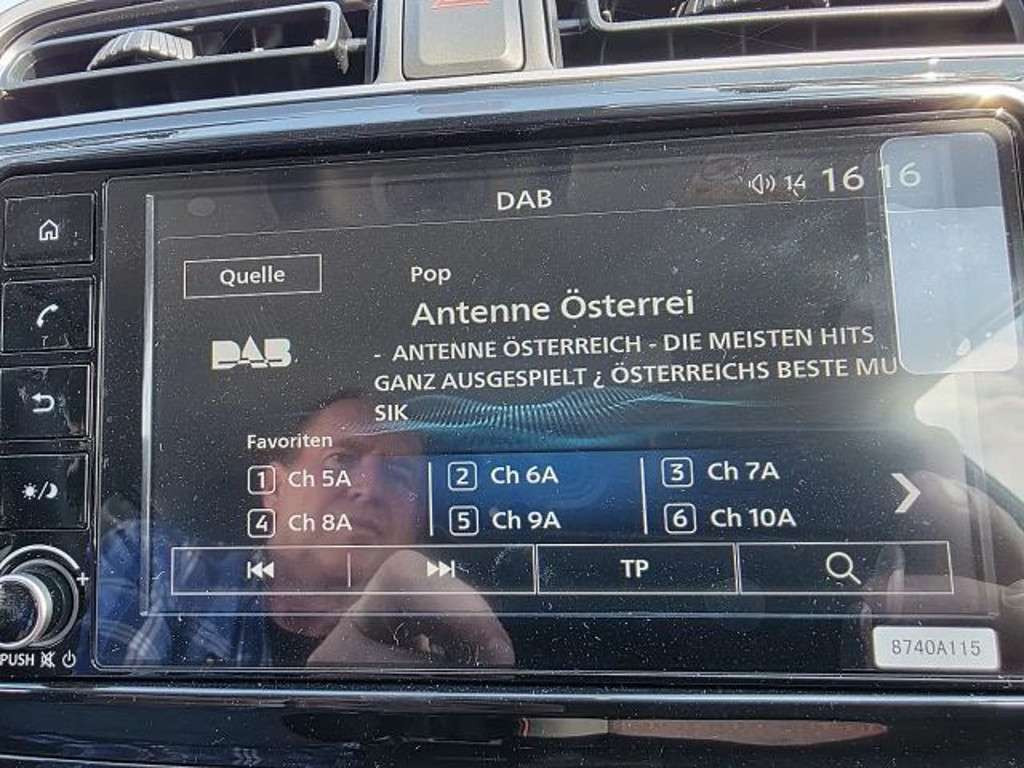 DAB
14 16 16
Quelle
Pop
Antenne Österrei
DAB
- ANTENNE ÖSTERREICH - DIE MEISTEN HITS
GANZ AUSGESPIELT ¿ ÖSTERREICHS BESTE MU
SIK
Favoriten
1 Ch 5A
2 Ch 6A
3 Ch 7A
4 Ch 8A
5 Ch 9A
6 Ch 10A
TP
+
PUSH
8740A115